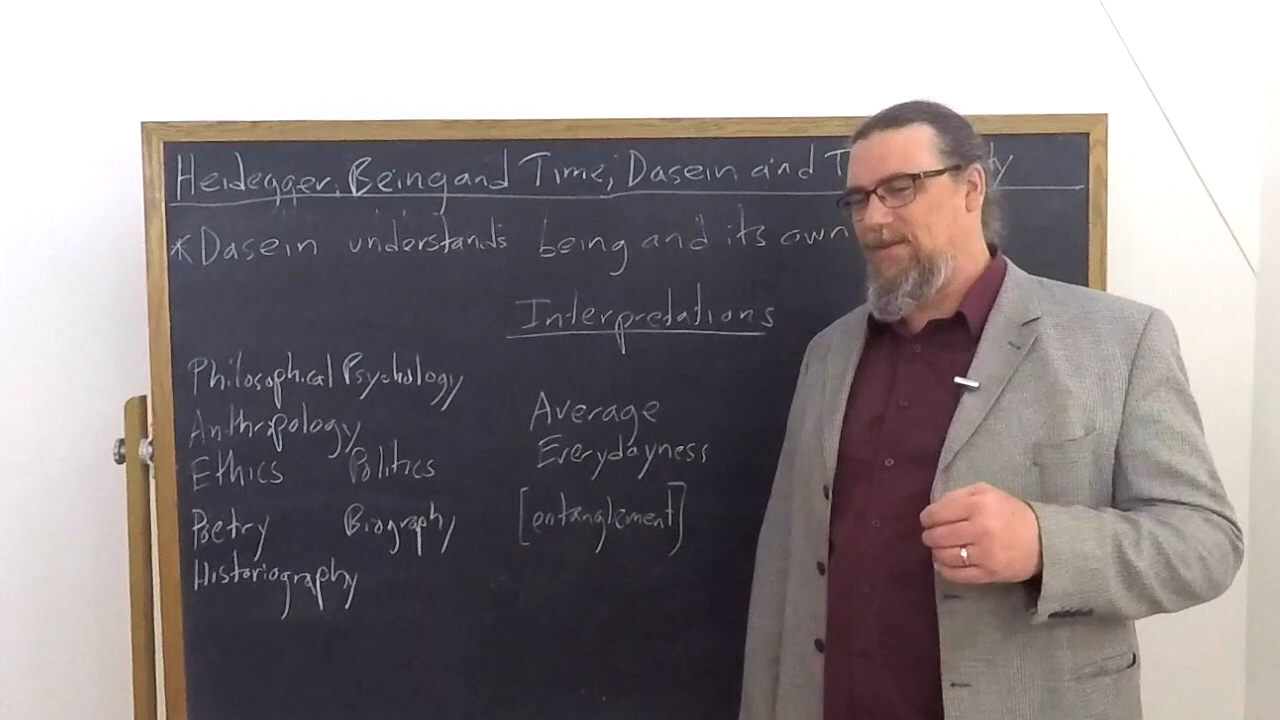 Heidegger, Being and Time; Dasein and T ty
*Dasein understands being and its own
Interpretations
Philosophical Psychology
Anthropology
Ethics Politics
Poetry Biography
Historiography
Average
Everydayness
[entanglement]